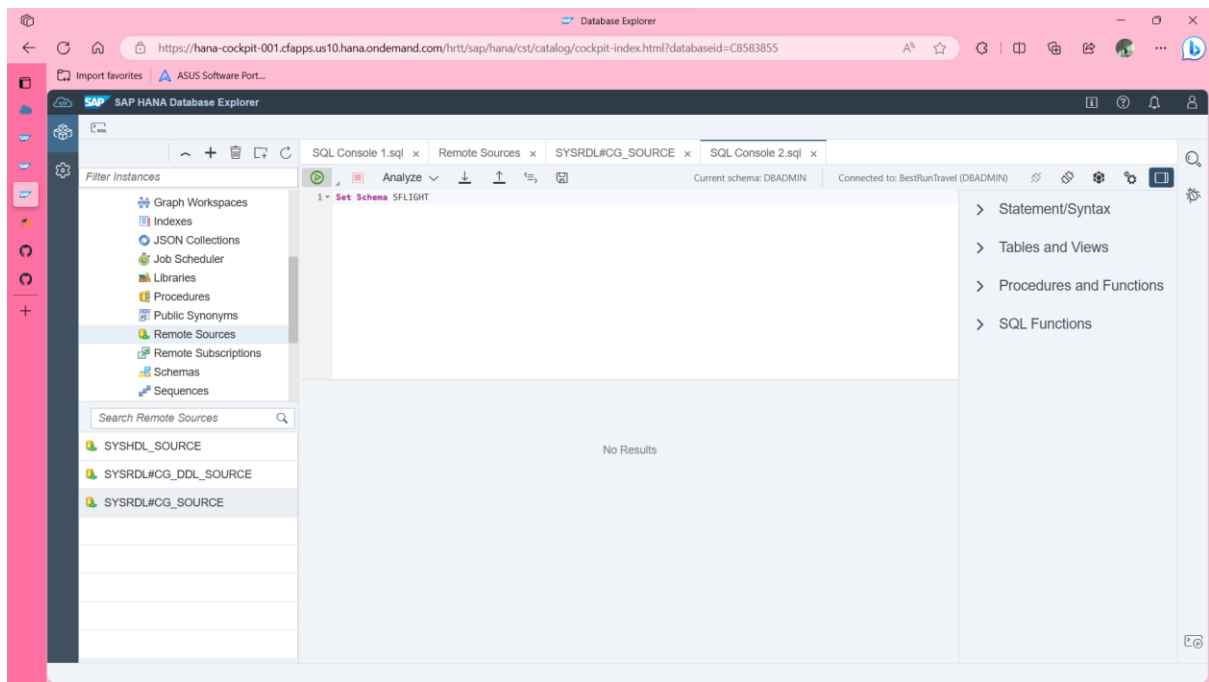 Database Explorer
https://hana-cockpit-001.cfapps.us10.hana.ondemand.com/hrtt/sap/hana/cst/catalog/cockpit-index.html?databaseid=C8583855
Import favorites
ASUS Software Port...
SAP SAP HANA Database Explorer
SQL
SQL Console 1.sql
Remote Sources
SYSRDL#CG_SOURCE
SQL Console 2.sql
Filter Instances
Analyze
Current schema: DBADMIN
Connected to: BestRunTravel (DBADMIN)
Graph Workspaces
Indexes
JSON Collections
Job Scheduler
Libraries
Procedures
Public Synonyms
Remote Sources
Remote Subscriptions
Schemas
Sequences
1 Set Schema SFLIGHT
Statement/Syntax
Tables and Views
Procedures and Functions
SQL Functions
Search Remote Sources
SYSHDL_SOURCE
SYSRDL#CG_DDL_SOURCE
SYSRDL#CG_SOURCE
No Results